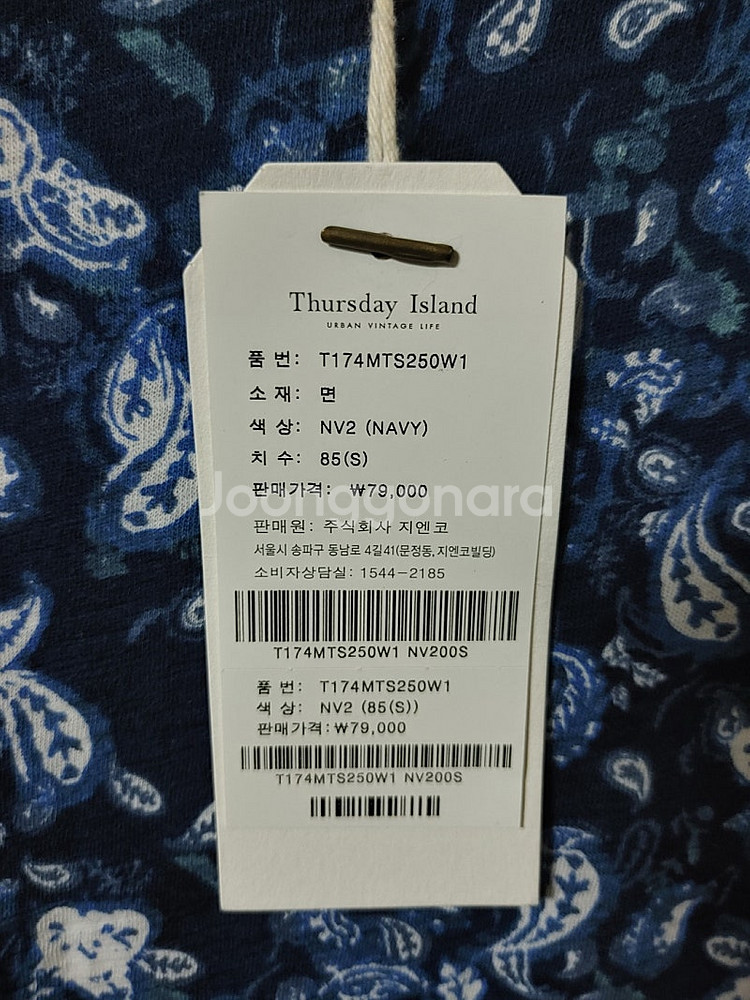 Thursday Island
URBAN VINTAGE LIFE
품 번: T174MTS250W1
소 재: 면
색 상: NV2 (NAVY)
치 수: 85(S)
판매가격: ₩79,000
Joonggonara
판매원: 주식회사 지엔코
서울시 송파구 동남로 4길41(문정동, 지엔코빌딩)
소비자상담실: 1544-2185
T174MTS250W1 NV200S
품 번: T174MTS250W1
색 상: NV2 (85(S))
판매가격:₩79,000
T174MTS250W1 NV200S